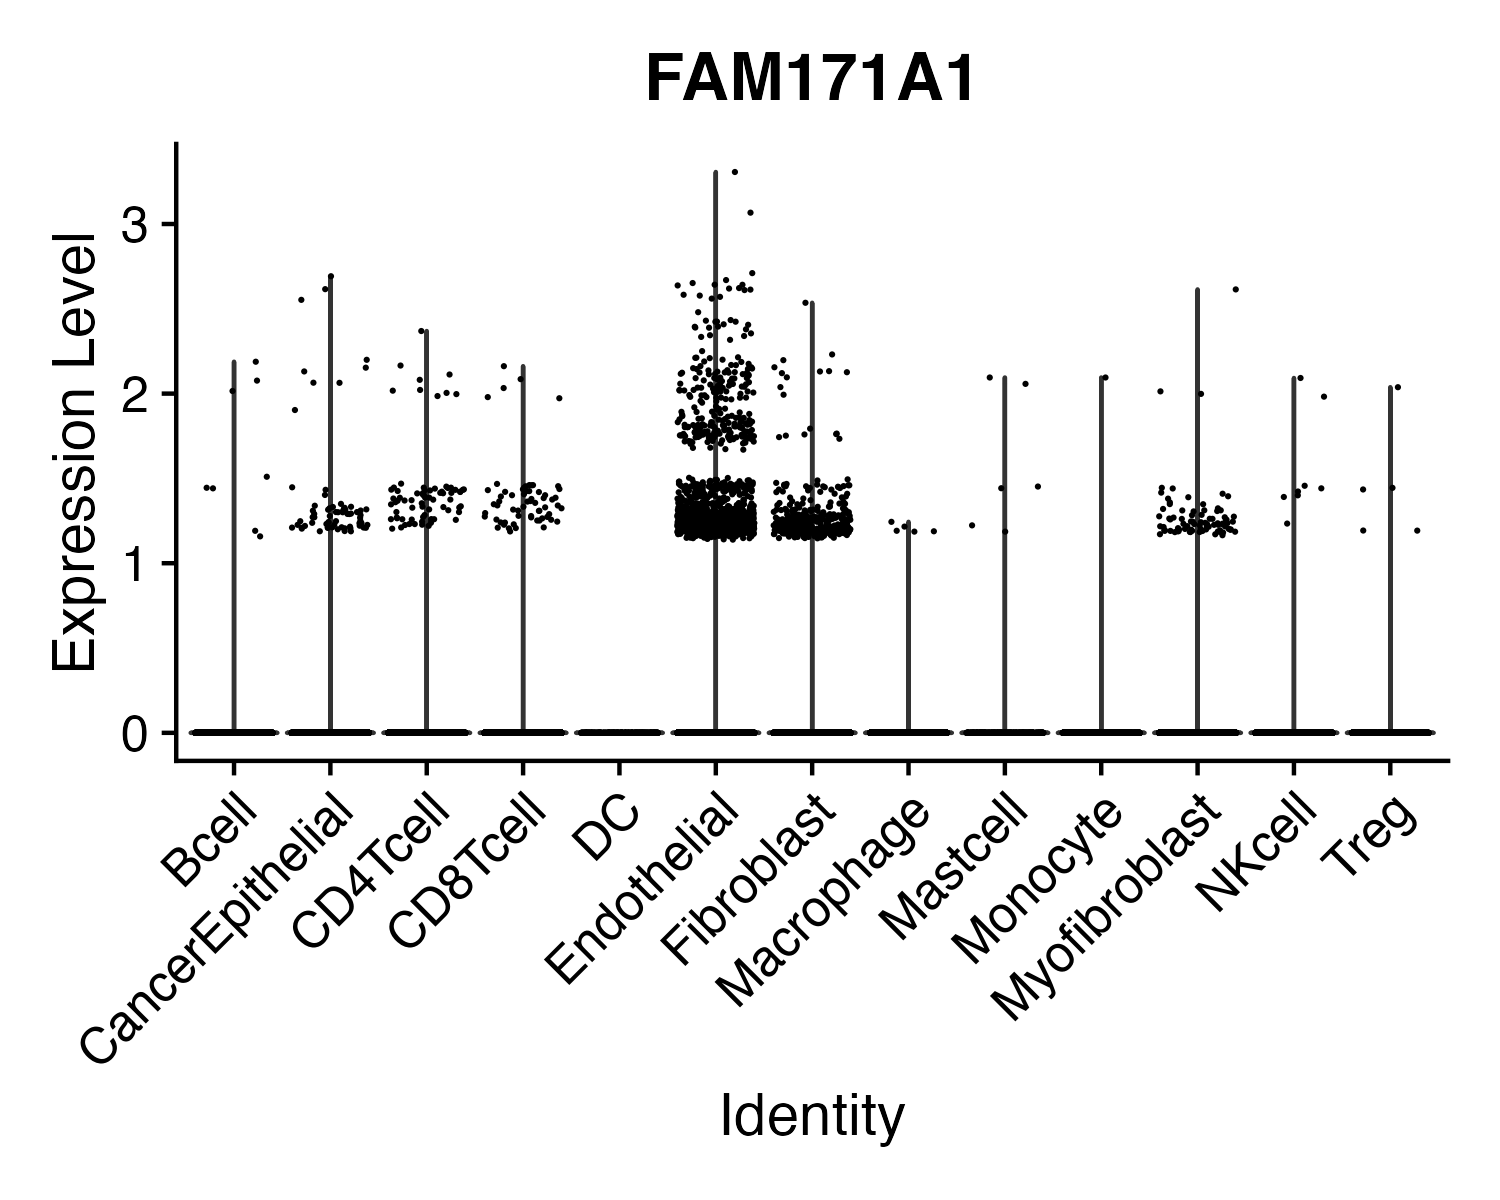 FAM171A1
Expression Level
3
2
1
0
Bcell
CancerEpithelial
CD4Tcell
CD8Tcell
DC
Endothelial
Fibroblast
Macrophage
Mastcell
Monocyte
Myofibroblast
NKcell
Treg
Identity